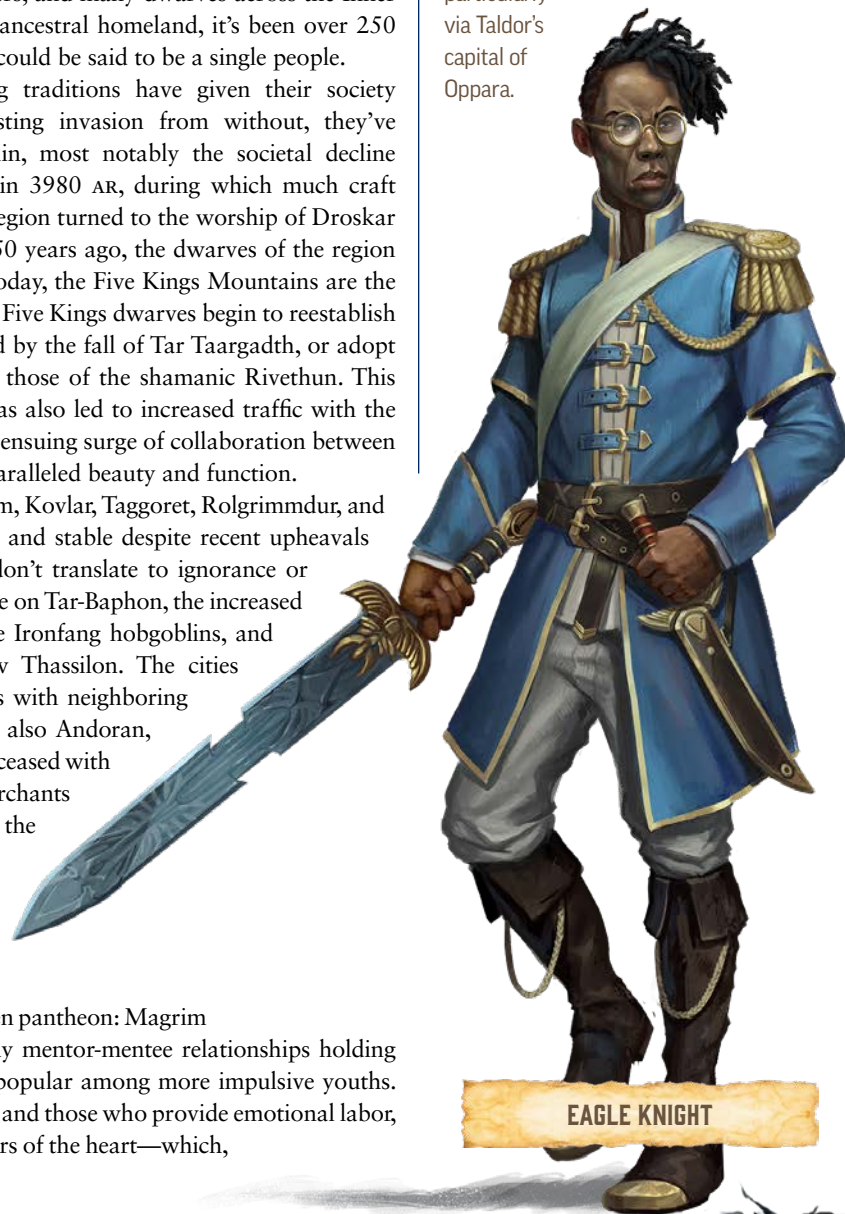 ancestral homeland, it's been over 250
could be said to be a single people.
g traditions have given their society
sting invasion from without, they've
in, most notably the societal decline
in 3980 AR, during which much craft
egion turned to the worship of Droskar
50 years ago, the dwarves of the region
oday, the Five Kings Mountains are the
Five Kings dwarves begin to reestablish
d by the fall of Tar Taargadth, or adopt
those of the shamanic Rivethun. This
as also led to increased traffic with the
ensuing surge of collaboration between
aralleled beauty and function.
m, Kovlar, Taggoret, Rolgrimmdur, and
and stable despite recent upheavals
don't translate to ignorance or
e on Tar-Baphon, the increased
e Ironfang hobgoblins, and
w Thassilon. The cities
s with neighboring
also Andoran,
ceased with
rchants
the
en pantheon: Magrim
ly mentor-mentee relationships holding
popular among more impulsive youths.
and those who provide emotional labor,
rs of the heart—which,
via Taldor's
capital of
Oppara.
EAGLE KNIGHT